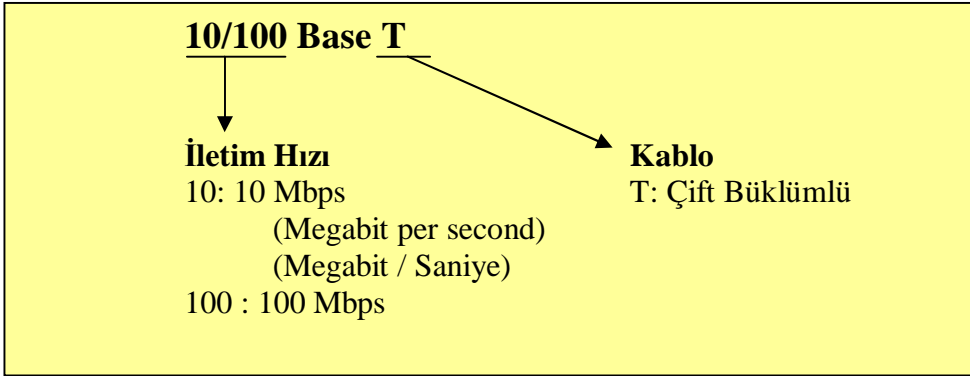 10/100 Base T
İletim Hızı
10: 10 Mbps
(Megabit per second)
(Megabit / Saniye)
100 : 100 Mbps
Kablo
T: Çift Büklümlü